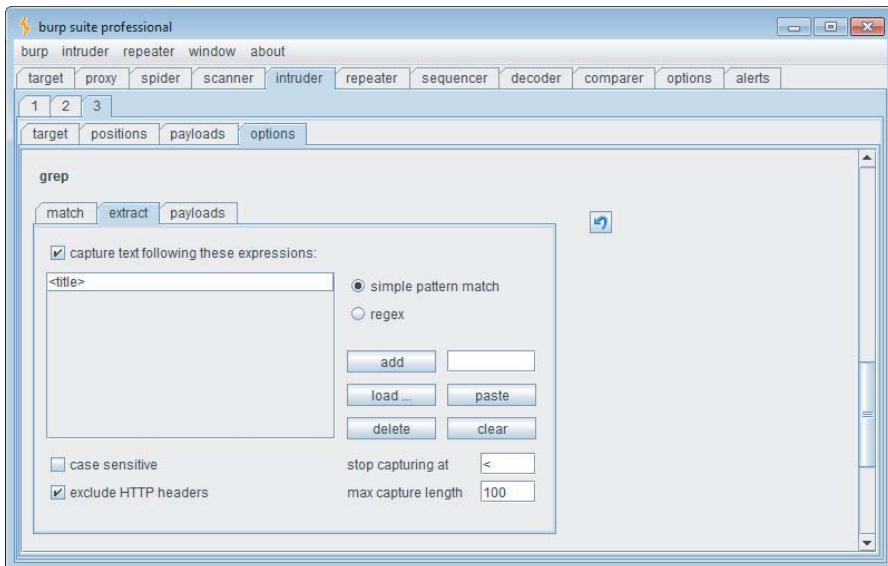 burp suite professional
burp intruder repeater window about
target proxy spider scanner intruder repeater sequencer decoder comparer options alerts
1 2 3
target positions payloads options
grep
match extract payloads
capture text following these expressions:
<title>
simple pattern match
regex
add
load ... paste
delete clear
case sensitive stop capturing at <
exclude HTTP headers max capture length 100